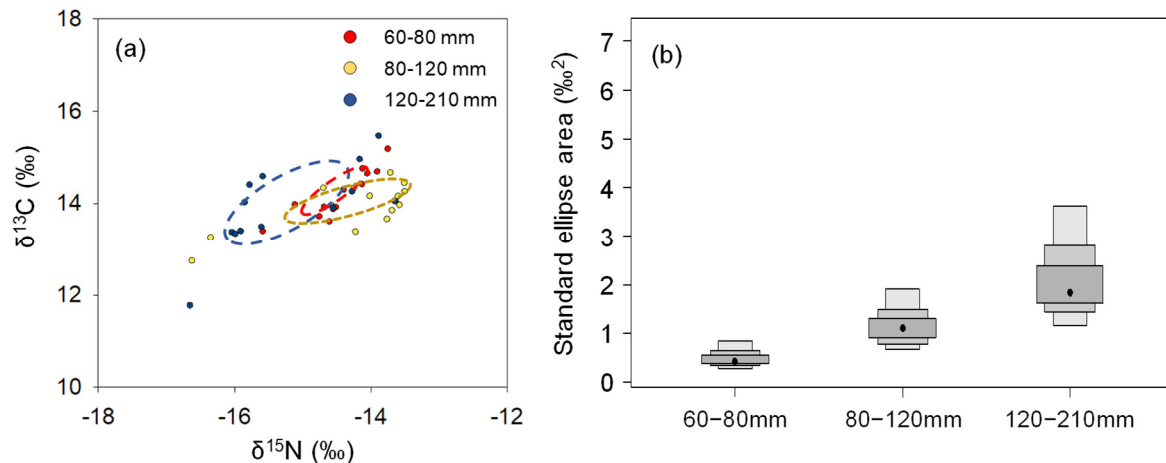 (a)
60-80 mm
80-120 mm
120-210 mm
18
16
14
12
10
δ¹³C (‰)
-18
-16
-14
-12
δ¹⁵N (‰)
(b)
7
6
5
4
3
2
1
0
Standard ellipse area (‰²)
60−80mm
80−120mm
120−210mm